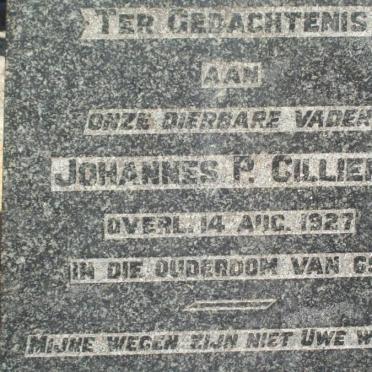 TER GEDACHTENIS
AAN
ONZE DIERBARE VADER
JOHANNES P. CILLIE
OVERL. 14 AUG. 1927
IN DIE OUDERDOM VAN 6
MIJNE WEGEN ZIJN NIET UWE W